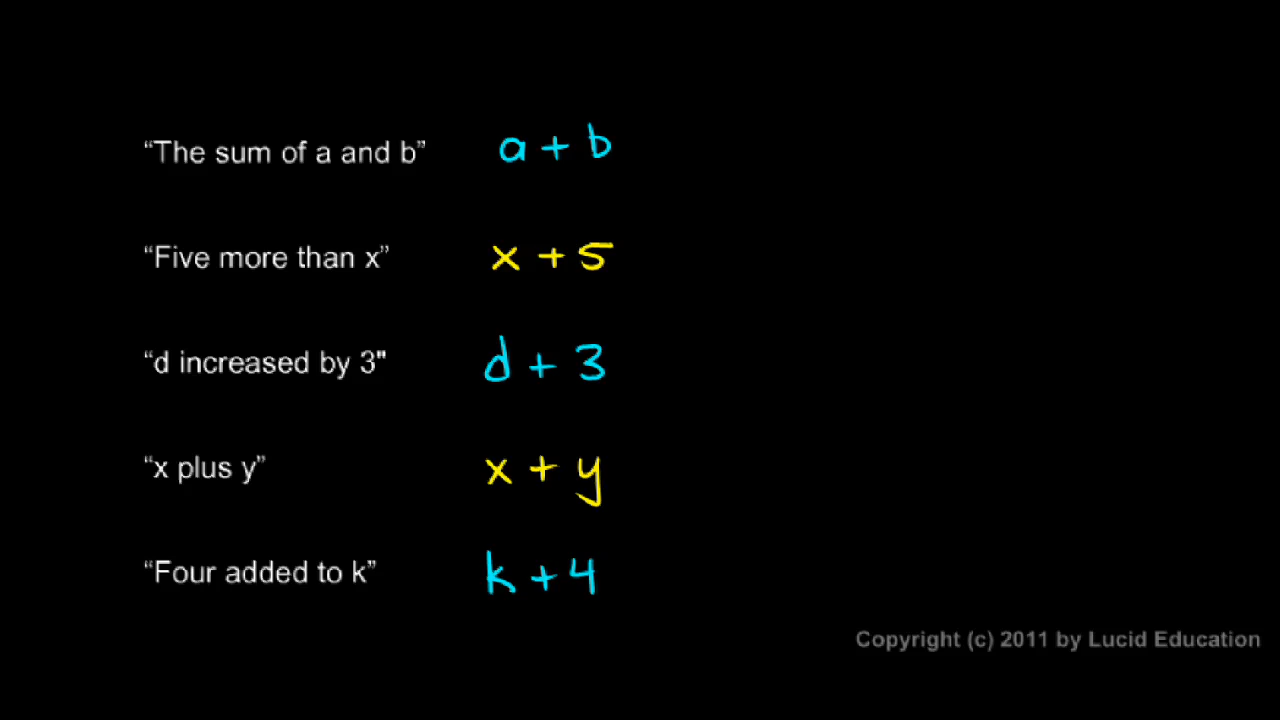 “The sum of a and b” a + b
“Five more than x” x + 5
“d increased by 3" d + 3
“x plus y” x + y
“Four added to k” k + 4
Copyright (c) 2011 by Lucid Education